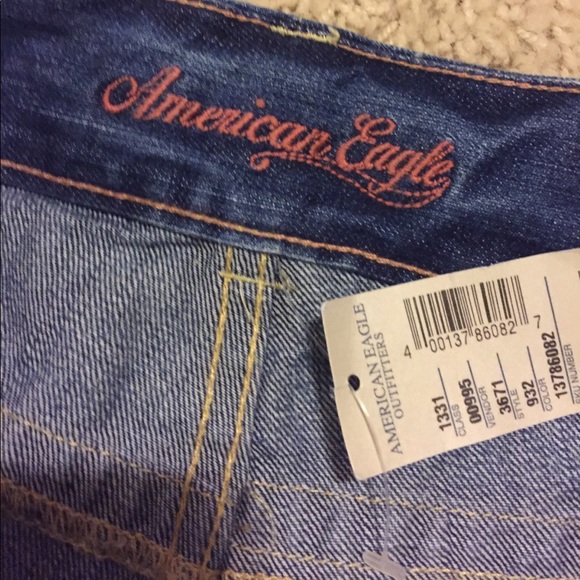 American Eagle
AMERICAN EAGLE
OUTFITTERS
4 00137 86082 7
1331
CLASS
00995
VENDOR
3671
STYLE
932
COLOR
13786082
SKU NUMBER